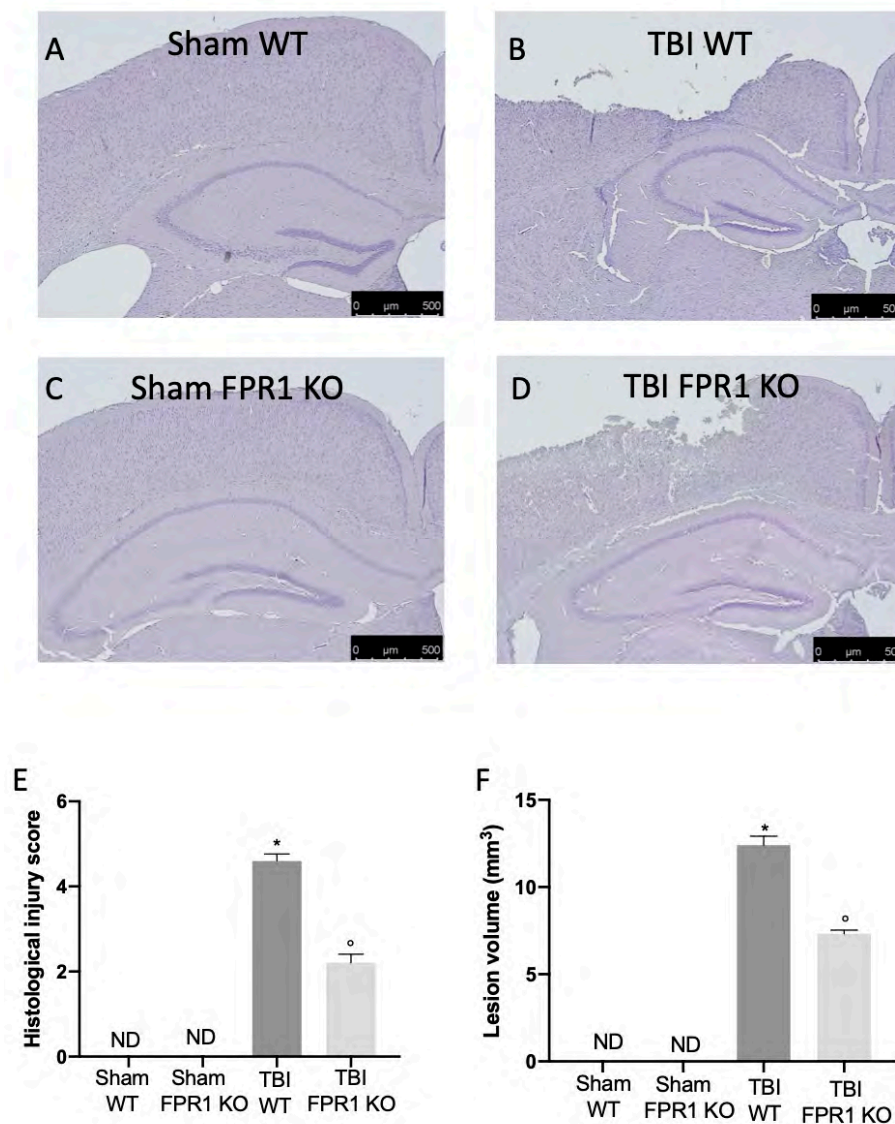 A
Sham WT
0 µm 500
B
TBI WT
0 µm 50
C
Sham FPR1 KO
0 µm 500
D
TBI FPR1 KO
0 µm 50
E
Histological injury score
6
4
2
0
ND
ND
*
°
Sham WT
Sham FPR1 KO
TBI WT
TBI FPR1 KO
F
Lesion volume (mm³)
15
10
5
0
ND
ND
*
°
Sham WT
Sham FPR1 KO
TBI WT
TBI FPR1 KO